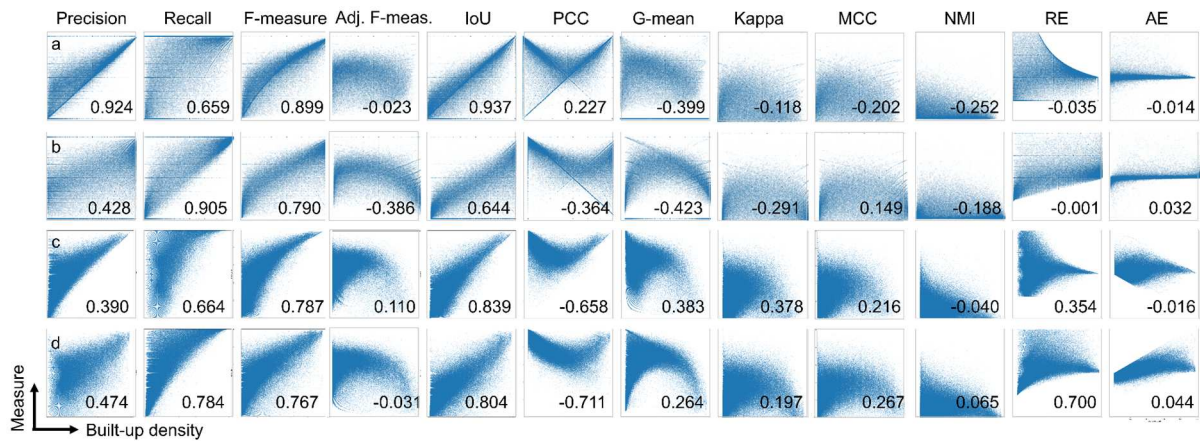 Precision Recall F-measure Adj. F-meas. IoU PCC G-mean Kappa MCC NMI RE AE
a
0.924 0.659 0.899 -0.023 0.937 0.227 -0.399 -0.118 -0.202 -0.252 -0.035 -0.014
b
0.428 0.905 0.790 -0.386 0.644 -0.364 -0.423 -0.291 0.149 -0.188 -0.001 0.032
c
0.390 0.664 0.787 0.110 0.839 -0.658 0.383 0.378 0.216 -0.040 0.354 -0.016
d
0.474 0.784 0.767 -0.031 0.804 -0.711 0.264 0.197 0.267 0.065 0.700 0.044
Measure
Built-up density